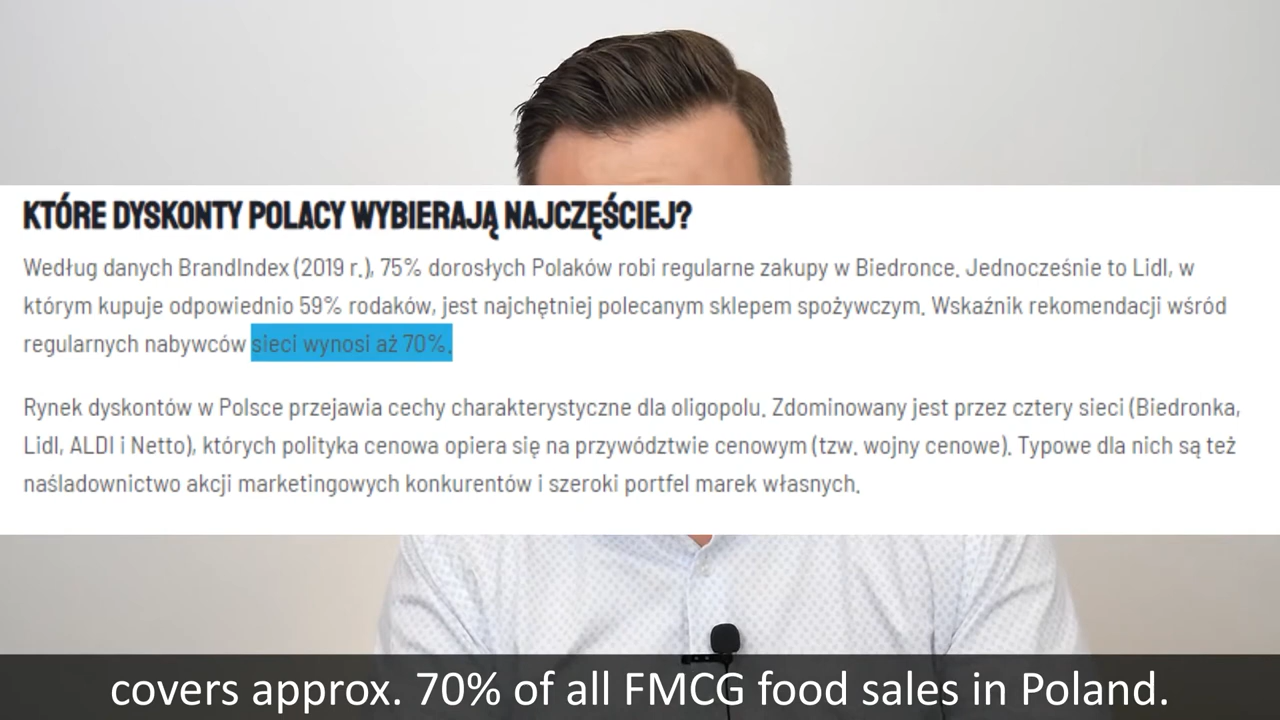 KTÓRE DYSKONTY POLACY WYBIERAJĄ NAJCZĘŚCIEJ?
Według danych BrandIndex (2019 r.), 75% dorosłych Polaków robi regularne zakupy w Biedronce. Jednocześnie to Lidl, w
którym kupuje odpowiednio 59% rodaków, jest najchętniej polecanym sklepem spożywczym. Wskaźnik rekomendacji wśród
regularnych nabywców sieci wynosi aż 70%.
Rynek dyskontów w Polsce przejawia cechy charakterystyczne dla oligopolu. Zdominowany jest przez cztery sieci (Biedronka,
Lidl, ALDI i Netto), których polityka cenowa opiera się na przywództwie cenowym (tzw. wojny cenowe). Typowe dla nich są też
naśladownictwo akcji marketingowych konkurentów i szeroki portfel marek własnych.
covers approx. 70% of all FMCG food sales in Poland.